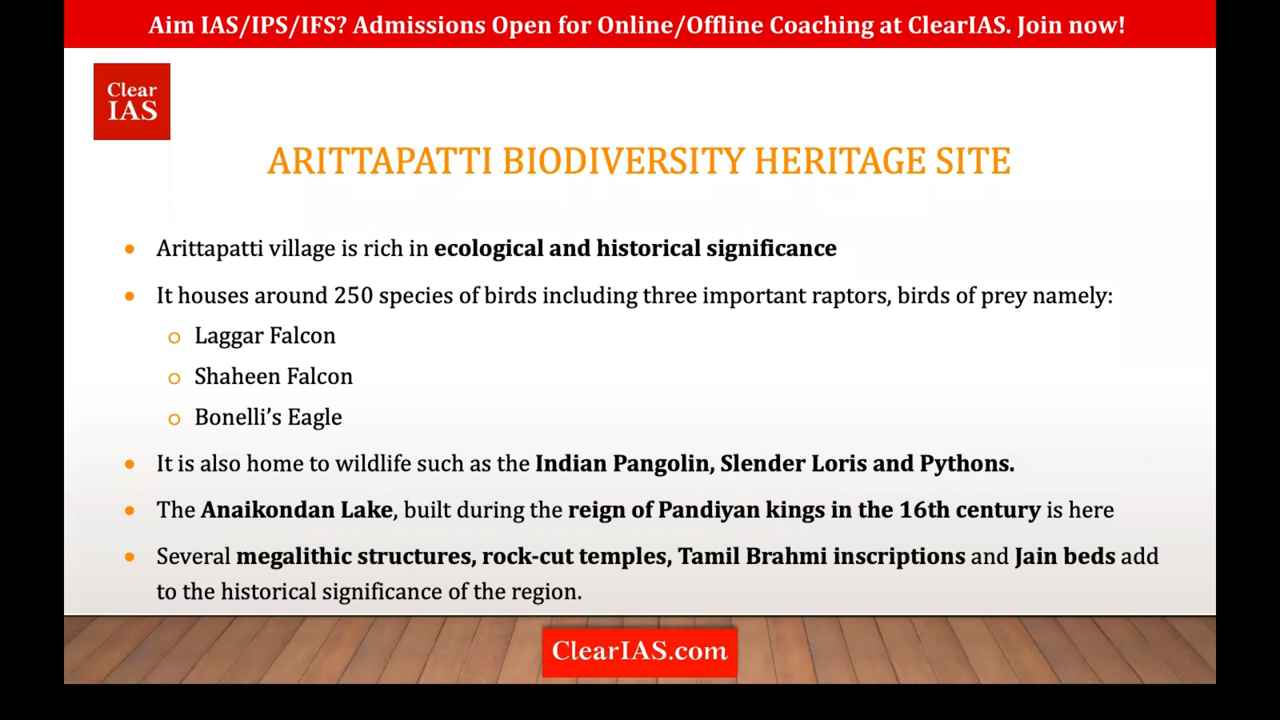 Aim IAS/IPS/IFS? Admissions Open for Online/Offline Coaching at ClearIAS. Join now!
Clear
IAS
ARITTAPATTI BIODIVERSITY HERITAGE SITE
• Arittapatti village is rich in ecological and historical significance
• It houses around 250 species of birds including three important raptors, birds of prey namely:
o Laggar Falcon
o Shaheen Falcon
o Bonelli’s Eagle
• It is also home to wildlife such as the Indian Pangolin, Slender Loris and Pythons.
• The Anaikondan Lake, built during the reign of Pandiyan kings in the 16th century is here
• Several megalithic structures, rock-cut temples, Tamil Brahmi inscriptions and Jain beds add
to the historical significance of the region.
ClearIAS.com